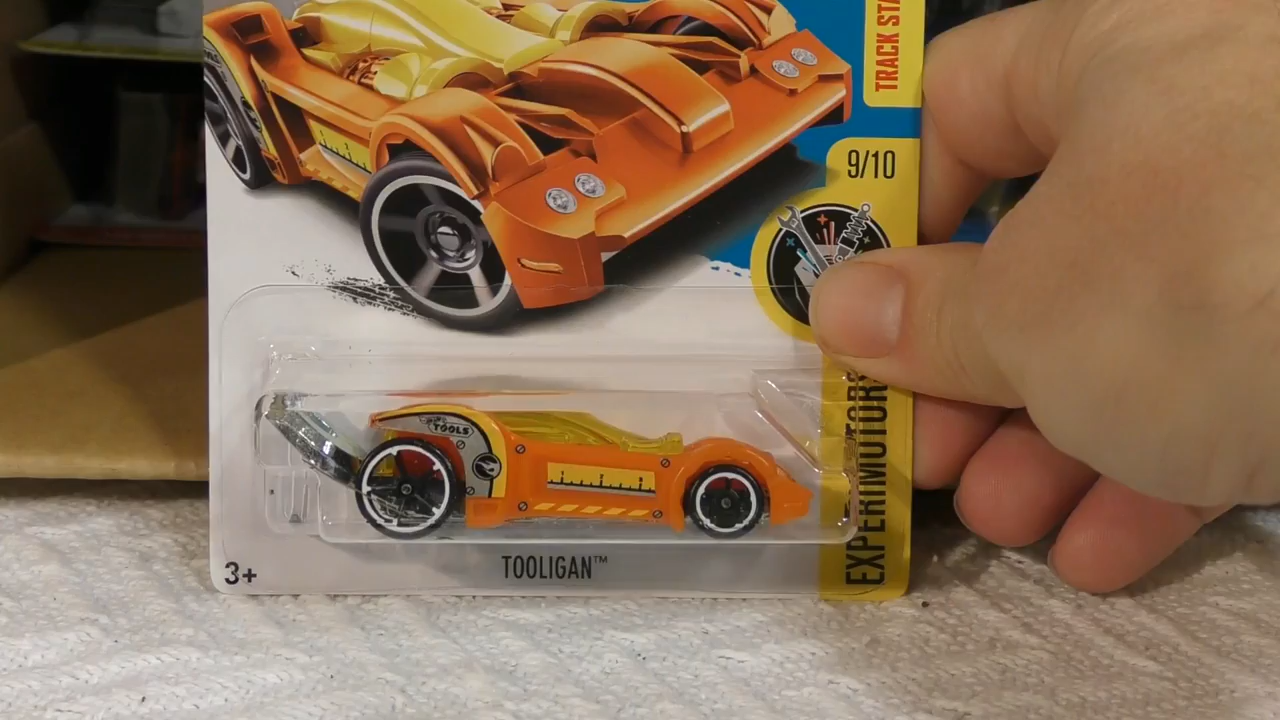 TRACK STA
9/10
EXPERIMOTORS
TOOLS
TOOLIGAN™
3+